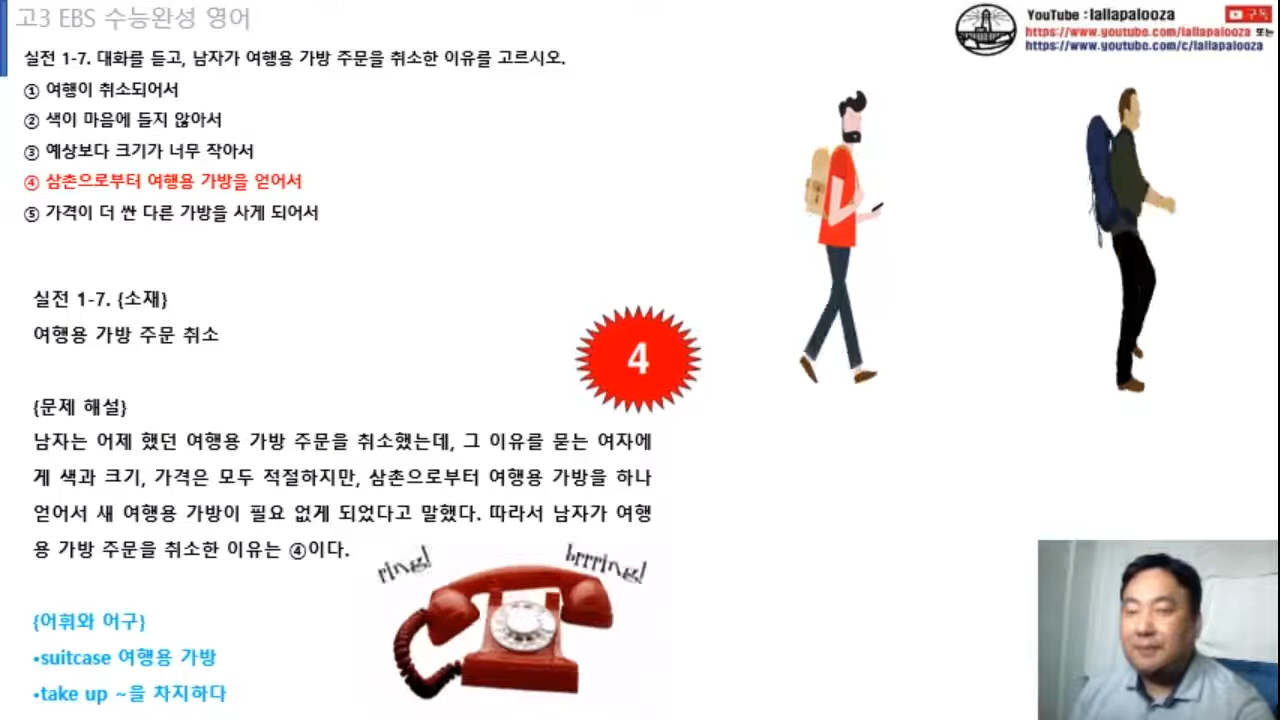 고3 EBS 수능완성 영어
YouTube : lallapalooza
구독
https://www.youtube.com/lallapalooza 또는
https://www.youtube.com/c/lallapalooza
실전 1-7. 대화를 듣고, 남자가 여행용 가방 주문을 취소한 이유를 고르시오.
① 여행이 취소되어서
② 색이 마음에 들지 않아서
③ 예상보다 크기가 너무 작아서
④ 삼촌으로부터 여행용 가방을 얻어서
⑤ 가격이 더 싼 다른 가방을 사게 되어서
실전 1-7. {소재}
여행용 가방 주문 취소
4
{문제 해설}
남자는 어제 했던 여행용 가방 주문을 취소했는데, 그 이유를 묻는 여자에
게 색과 크기, 가격은 모두 적절하지만, 삼촌으로부터 여행용 가방을 하나
얻어서 새 여행용 가방이 필요 없게 되었다고 말했다. 따라서 남자가 여행
용 가방 주문을 취소한 이유는 ④이다.
ring!
brrring!
{어휘와 어구}
•suitcase 여행용 가방
•take up ~을 차지하다